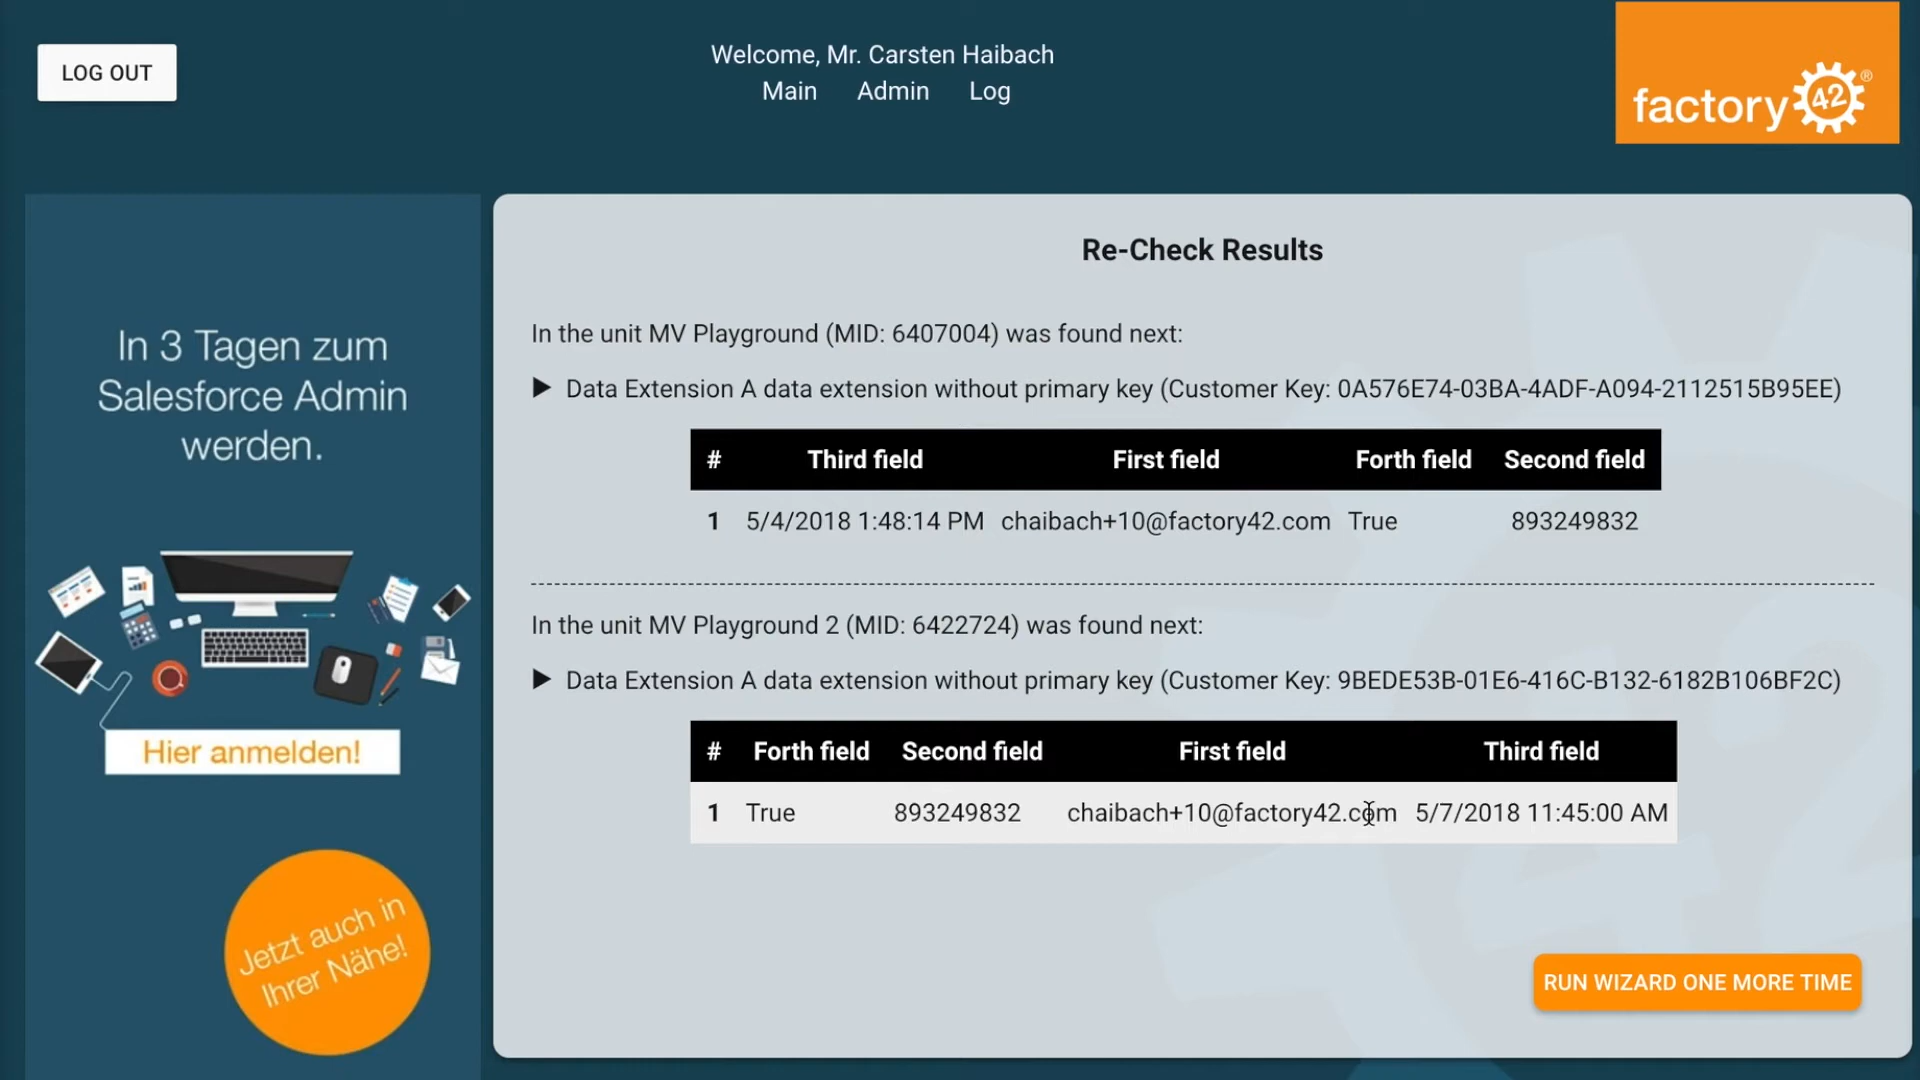 LOG OUT
Welcome, Mr. Carsten Haibach
Main Admin Log
factory 42 ®
In 3 Tagen zum
Salesforce Admin
werden.
Hier anmelden!
Jetzt auch in
Ihrer Nähe!
Re-Check Results
In the unit MV Playground (MID: 6407004) was found next:
Data Extension A data extension without primary key (Customer Key: 0A576E74-03BA-4ADF-A094-2112515B95EE)
# Third field First field Forth field Second field
1 5/4/2018 1:48:14 PM chaibach+10@factory42.com True 893249832
In the unit MV Playground 2 (MID: 6422724) was found next:
Data Extension A data extension without primary key (Customer Key: 9BEDE53B-01E6-416C-B132-6182B106BF2C)
# Forth field Second field First field Third field
1 True 893249832 chaibach+10@factory42.com 5/7/2018 11:45:00 AM
RUN WIZARD ONE MORE TIME